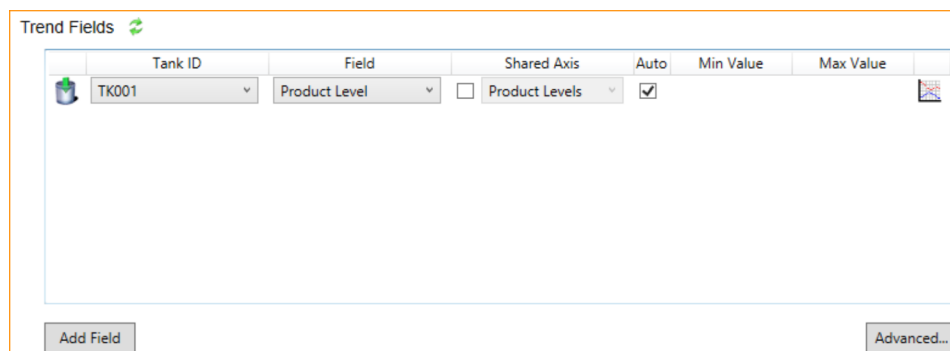 Trend Fields
Tank ID Field Shared Axis Auto Min Value Max Value
TK001 Product Level Product Levels
Add Field Advanced...